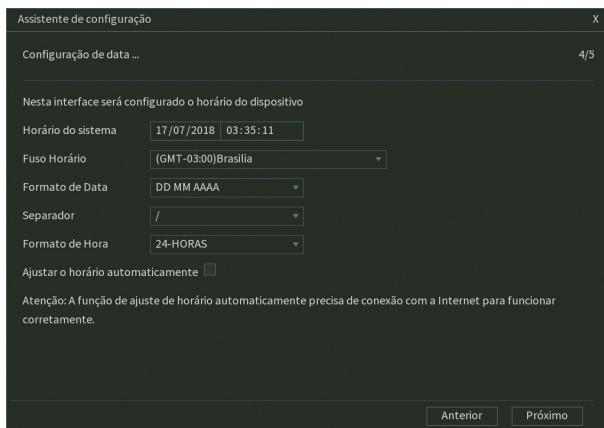 Assistente de configuração X
Configuração de data ... 4/5
Nesta interface será configurado o horário do dispositivo
Horário do sistema 17/07/2018 03:35:11
Fuso Horário (GMT-03:00)Brasilia
Formato de Data DD MM AAAA
Separador /
Formato de Hora 24-HORAS
Ajustar o horário automaticamente
Atenção: A função de ajuste de horário automaticamente precisa de conexão com a Internet para funcionar
corretamente.
Anterior Próximo